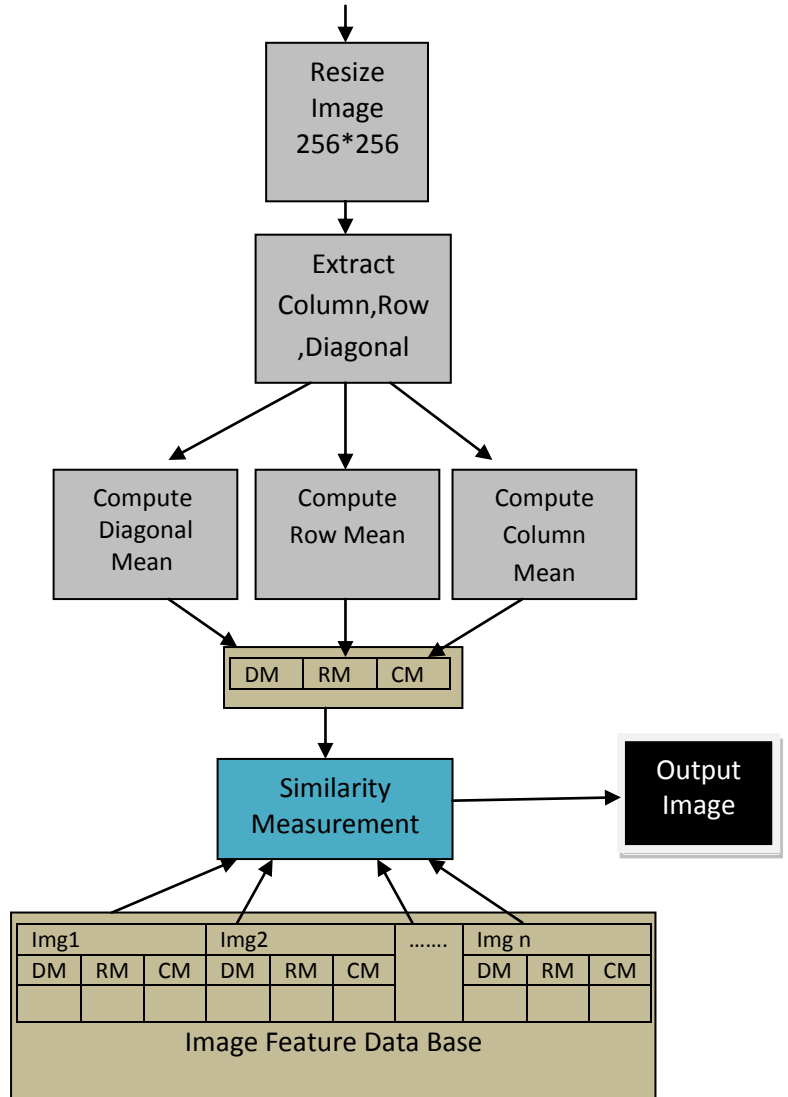 Resize
Image
256*256
Extract
Column,Row
,Diagonal
Compute
Diagonal
Mean
Compute
Row Mean
Compute
Column
Mean
DM RM CM
Similarity
Measurement
Output
Image
Img1 Img2 ....... Img n
DM RM CM DM RM CM DM RM CM
Image Feature Data Base